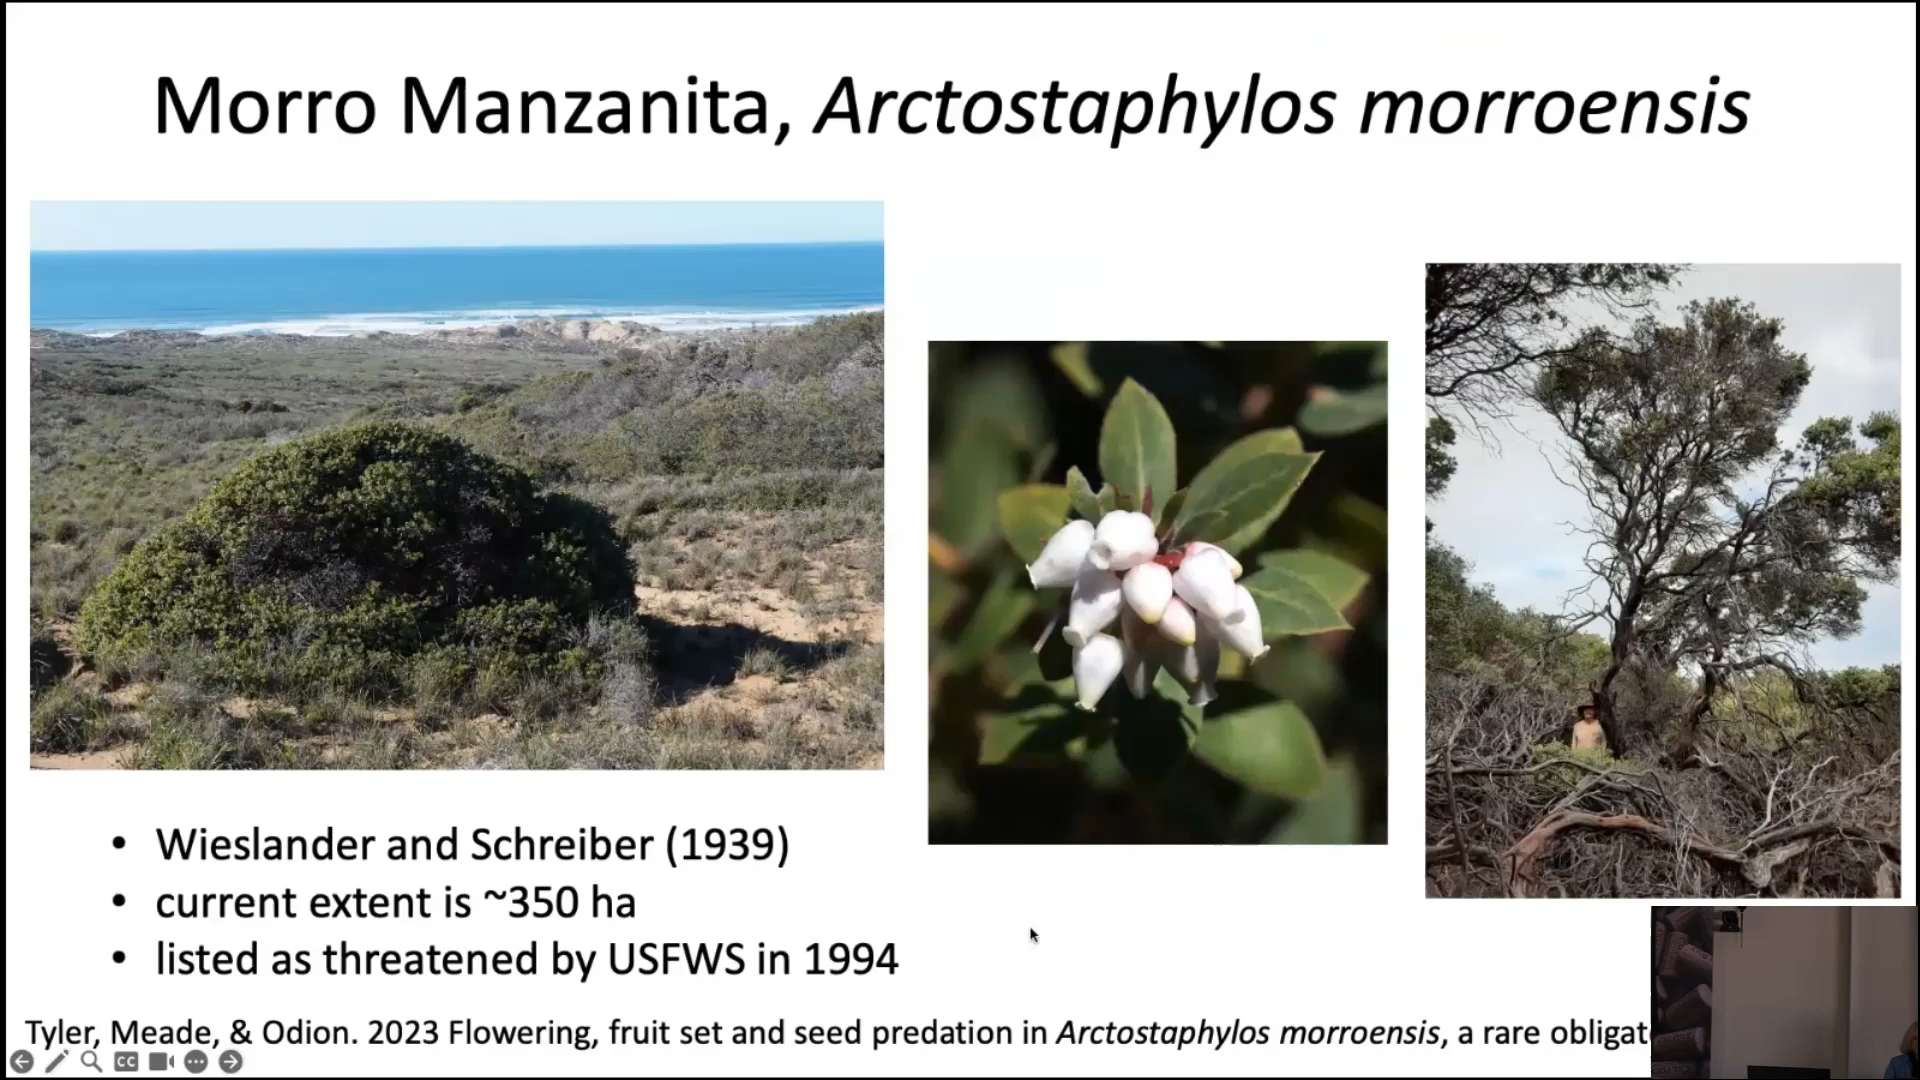 Morro Manzanita, Arctostaphylos morroensis
• Wieslander and Schreiber (1939)
• current extent is ~350 ha
• listed as threatened by USFWS in 1994
Tyler, Meade, & Odion. 2023 Flowering, fruit set and seed predation in Arctostaphylos morroensis, a rare obligat
CC